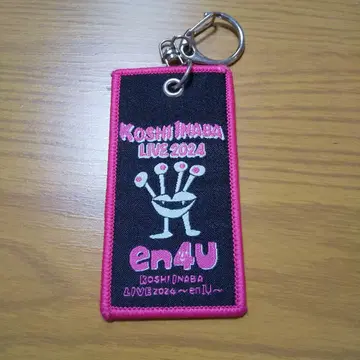 KOSHI INABA
LIVE 2024
en4U
KOSHI INABA
LIVE 2024 ～en IV～